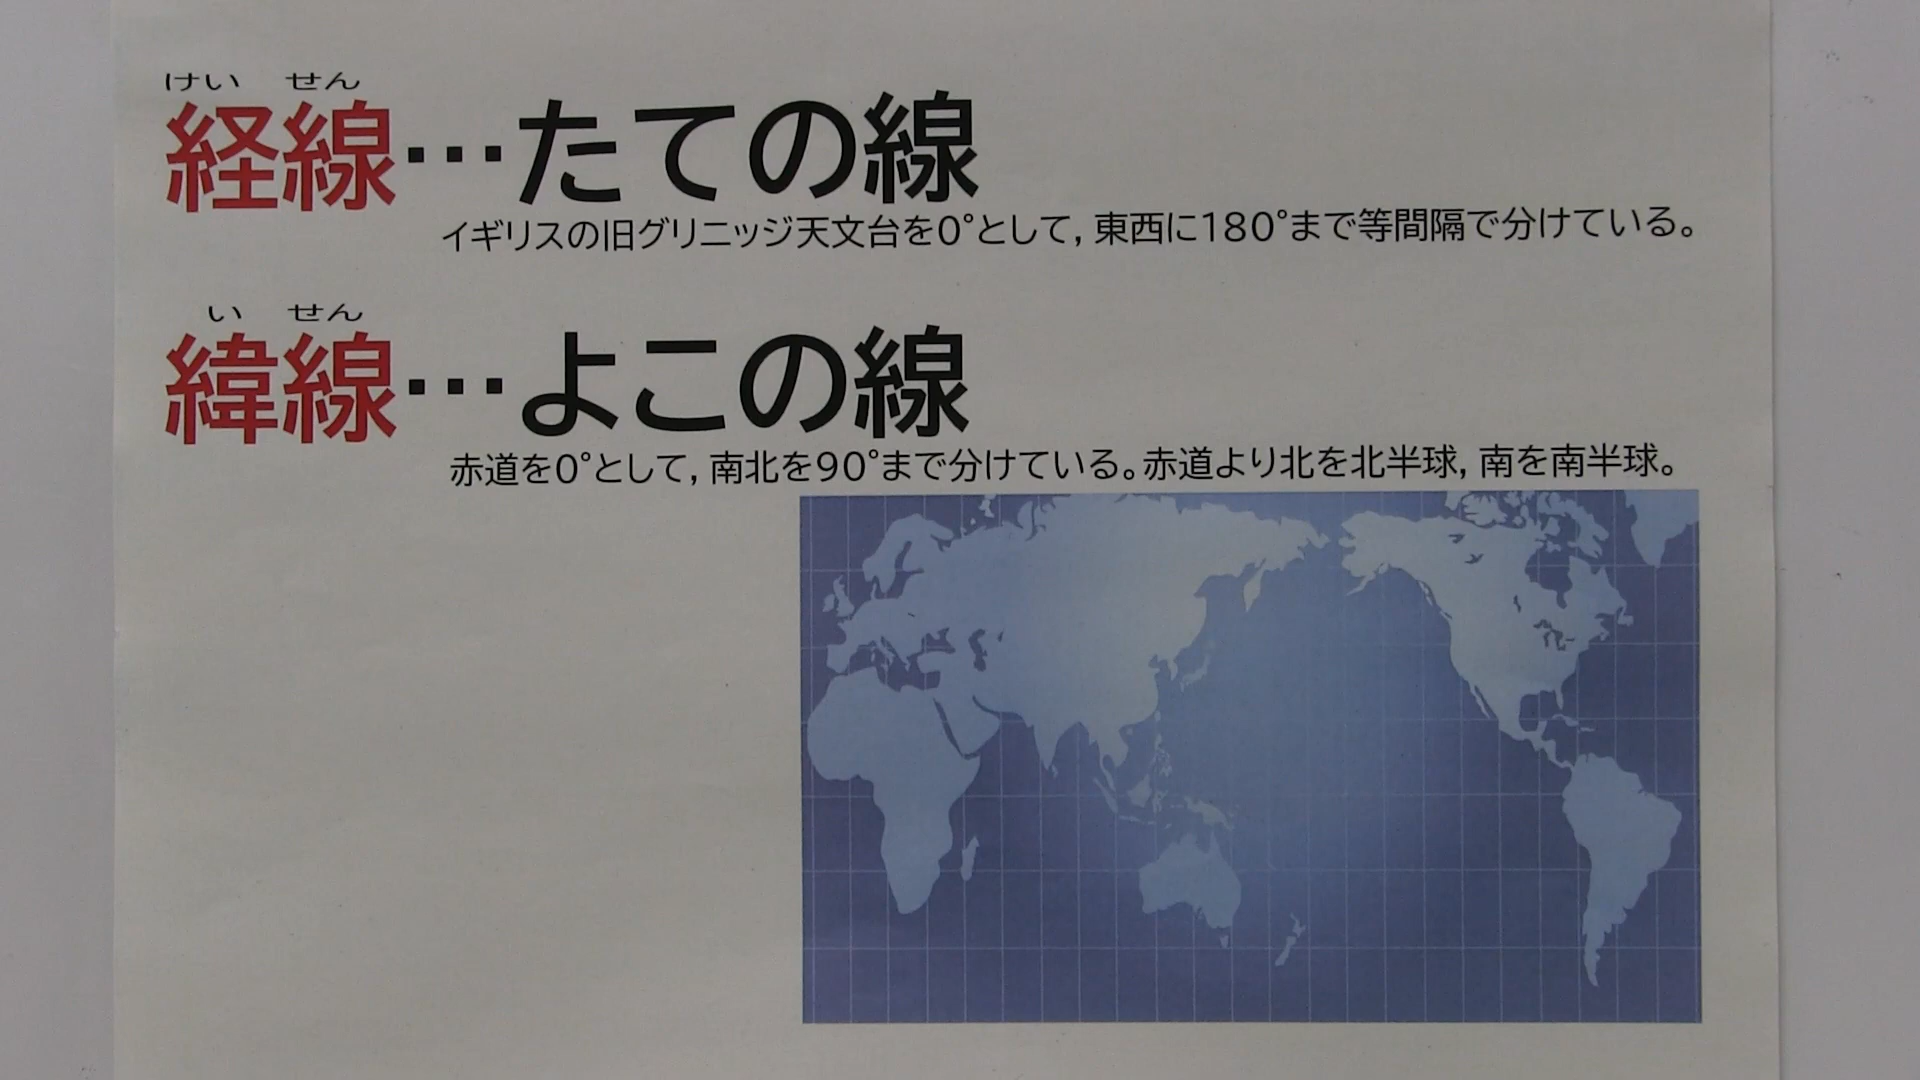 けい せん
経線…たての線
イギリスの旧グリニッジ天文台を0°として, 東西に180°まで等間隔で分けている。
い せん
緯線…よこの線
赤道を0°として, 南北を90°まで分けている。赤道より北を北半球, 南を南半球。